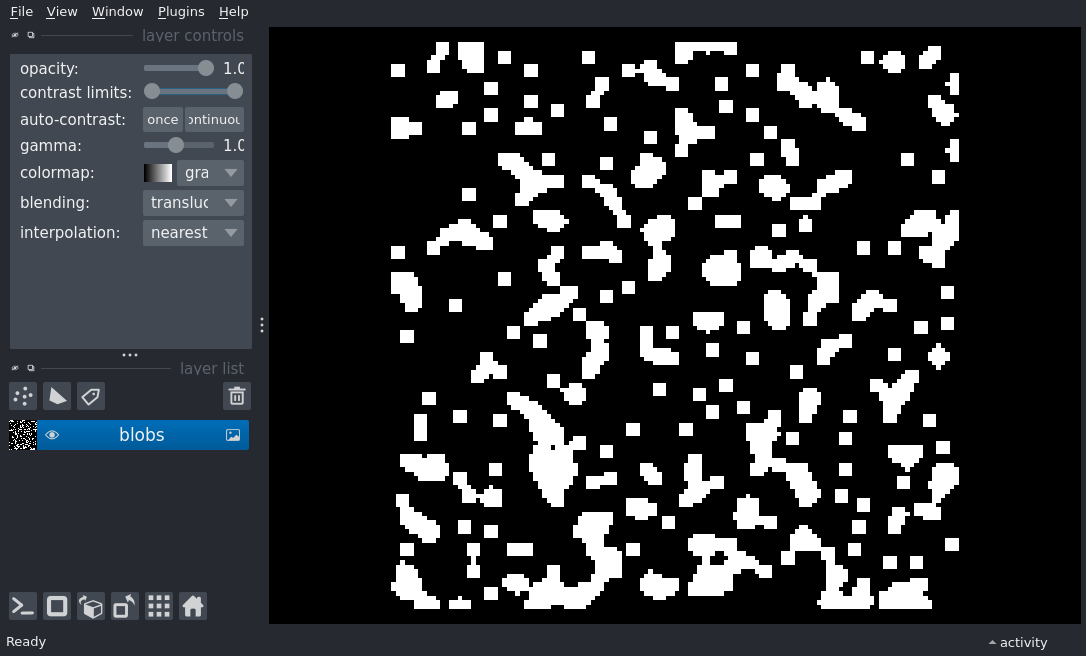 File View Window Plugins Help
layer controls
opacity: 1.0
contrast limits:
auto-contrast: once ontinuou
gamma: 1.0
colormap: gra
blending: transluc
interpolation: nearest
layer list
blobs
Ready
activity